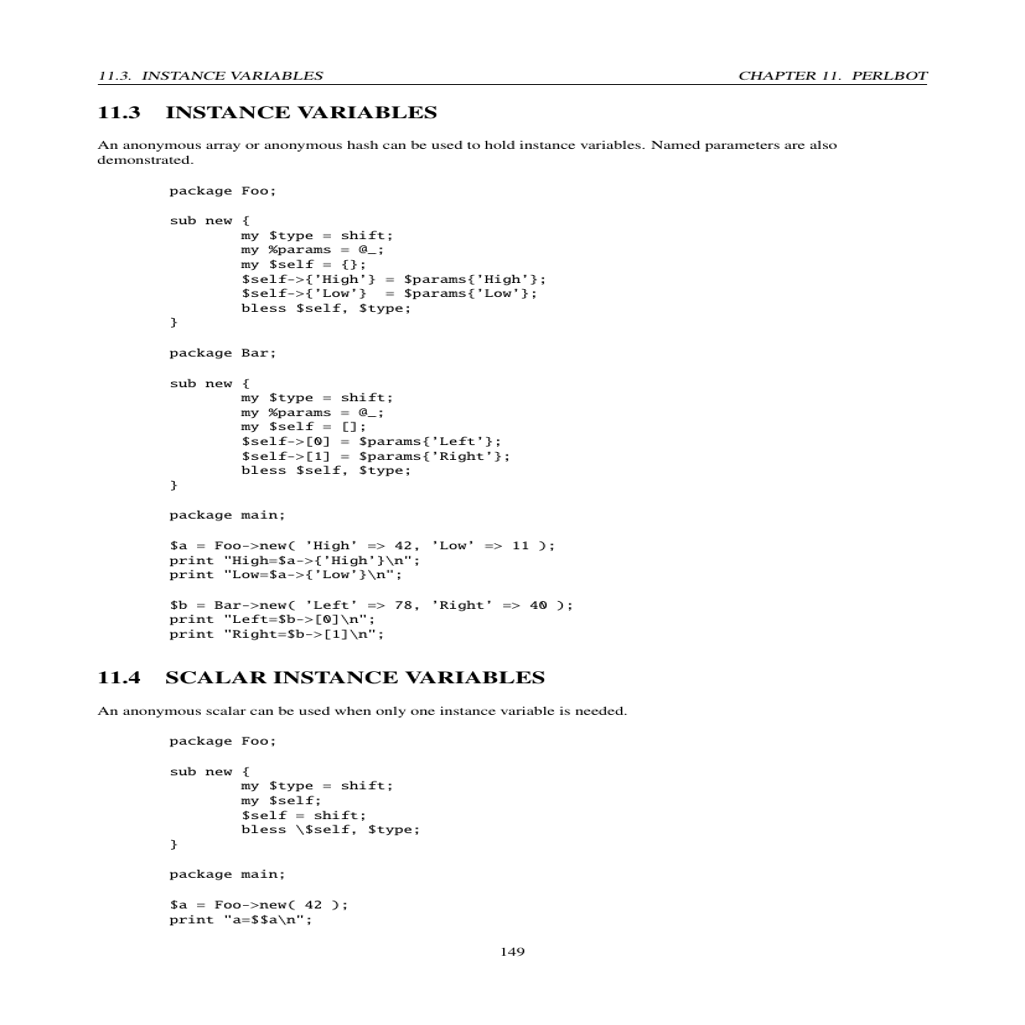 11.3. INSTANCE VARIABLES CHAPTER 11. PERLBOT
11.3 INSTANCE VARIABLES
An anonymous array or anonymous hash can be used to hold instance variables. Named parameters are also
demonstrated.
package Foo;
sub new {
my $type = shift;
my %params = @_;
my $self = {};
$self->{'High'} = $params{'High'};
$self->{'Low'}  = $params{'Low'};
bless $self, $type;
}
package Bar;
sub new {
my $type = shift;
my %params = @_;
my $self = [];
$self->[0] = $params{'Left'};
$self->[1] = $params{'Right'};
bless $self, $type;
}
package main;
$a = Foo->new( 'High' => 42, 'Low' => 11 );
print "High=$a->{'High'}\n";
print "Low=$a->{'Low'}\n";
$b = Bar->new( 'Left' => 78, 'Right' => 40 );
print "Left=$b->[0]\n";
print "Right=$b->[1]\n";
11.4 SCALAR INSTANCE VARIABLES
An anonymous scalar can be used when only one instance variable is needed.
package Foo;
sub new {
my $type = shift;
my $self;
$self = shift;
bless \$self, $type;
}
package main;
$a = Foo->new( 42 );
print "a=$$a\n";
149